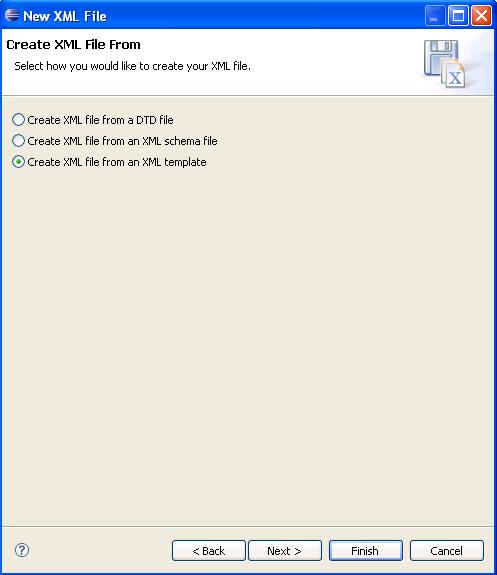 New XML File
Create XML File From
Select how you would like to create your XML file.
X
Create XML file from a DTD file
Create XML file from an XML schema file
Create XML file from an XML template
?
< Back
Next >
Finish
Cancel